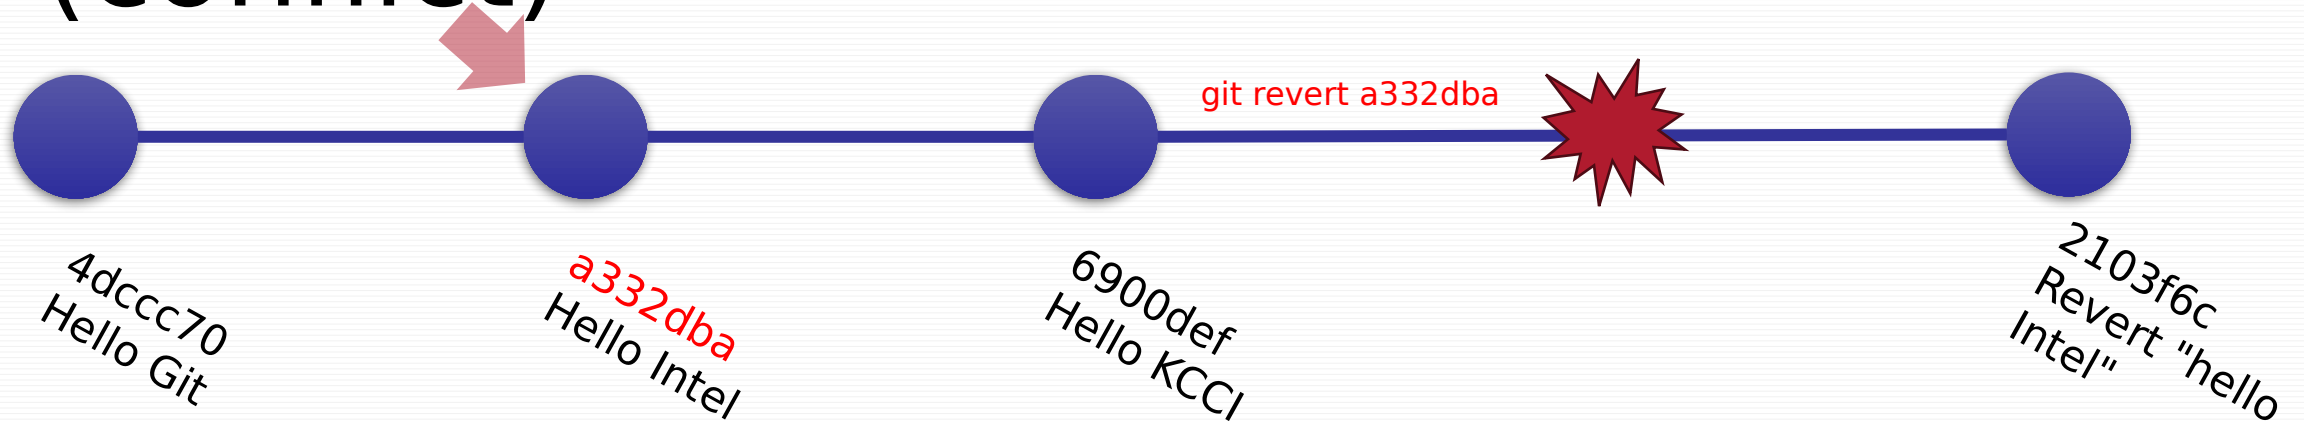 git revert a332dba
4dccc70
Hello Git
a332dba
Hello Intel
6900def
Hello KCCI
2103f6c
Revert "hello
Intel"